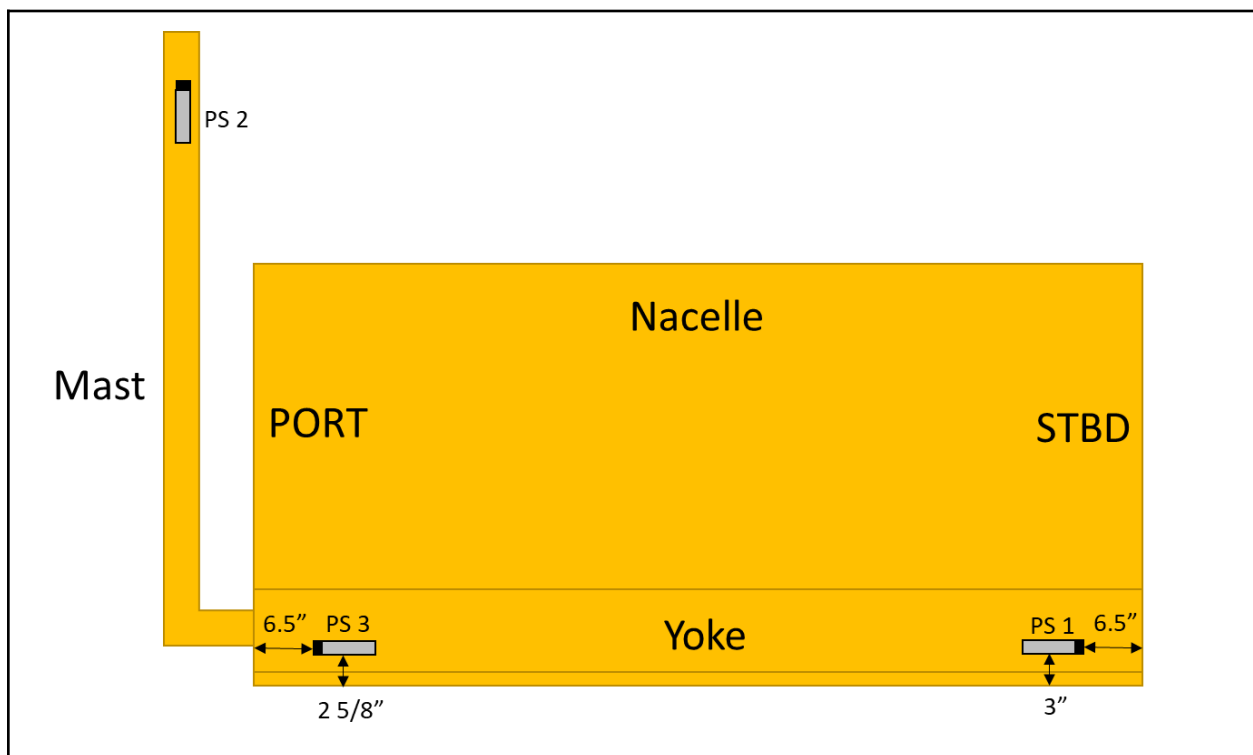 PS 2
Nacelle
Mast
PORT
STBD
6.5”
PS 3
Yoke
PS 1
6.5”
2 5/8”
3”